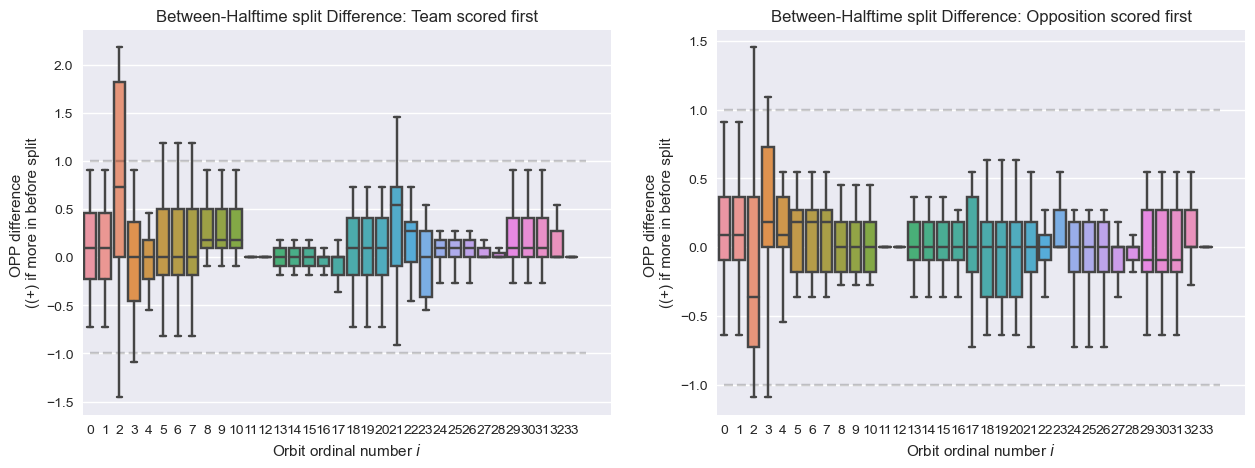 Between-Halftime split Difference: Team scored first
OPP difference
((+) if more in before split
2.0
1.5
1.0
0.5
0.0
−0.5
−1.0
−1.5
0 1 2 3 4 5 6 7 8 9 10 11 12 13 14 15 16 17 18 19 20 21 22 23 24 25 26 27 28 29 30 31 32 33
Orbit ordinal number i
Between-Halftime split Difference: Opposition scored first
OPP difference
((+) if more in before split
1.5
1.0
0.5
0.0
−0.5
−1.0
0 1 2 3 4 5 6 7 8 9 10 11 12 13 14 15 16 17 18 19 20 21 22 23 24 25 26 27 28 29 30 31 32 33
Orbit ordinal number i